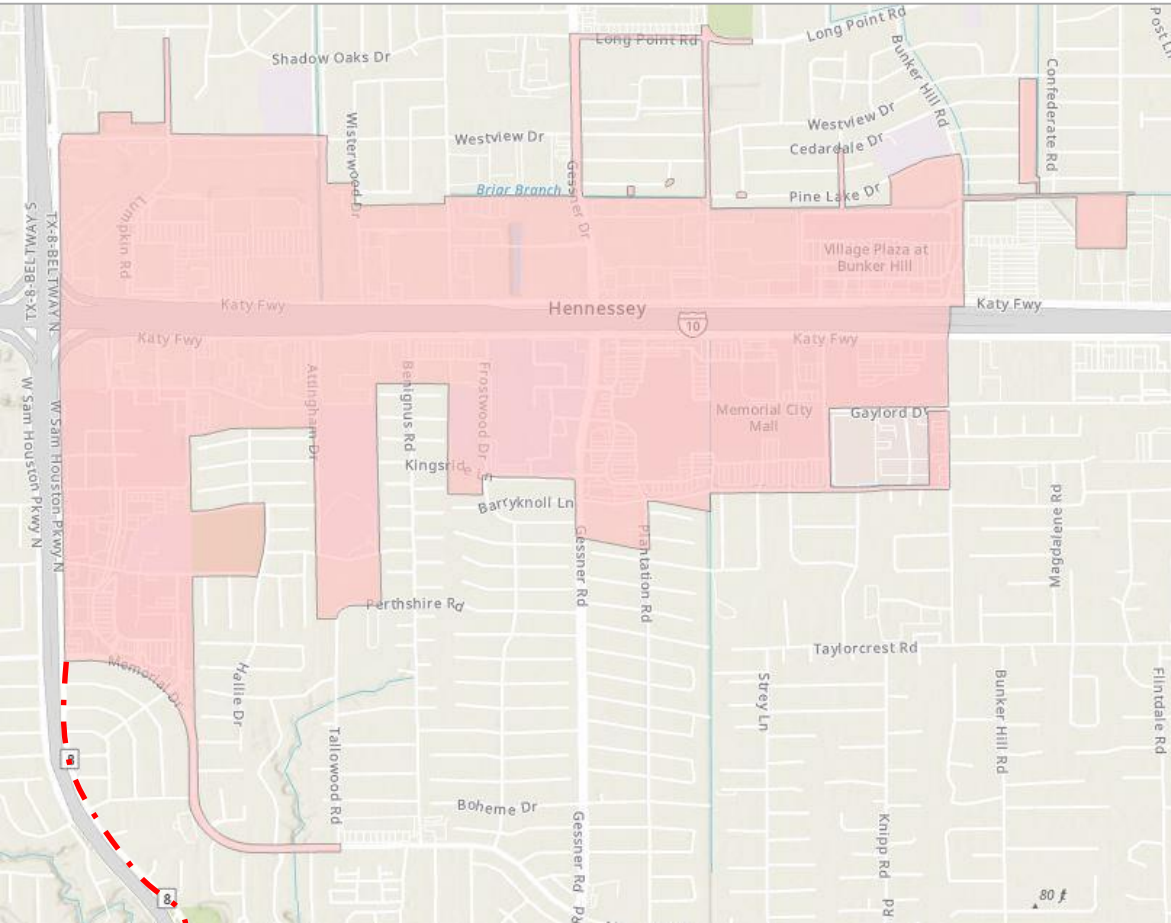 Long Point Rd
Long Point Rd
Shadow Oaks Dr
Bunker Hill Rd
Confederate Rd
Westview Dr
Wisterwood Dr
Westview Dr
Cedardale Dr
Gessner Dr
Briar Branch
Pine Lake Dr
Lumpkin Rd
TX-8-BELTWAY S
TX-8-BELTWAY N
Village Plaza at
Bunker Hill
Katy Fwy
Hennessey
Katy Fwy
10
Katy Fwy
Katy Fwy
W Sam Houston Pkwy N
W Sam Houston Pkwy N
Attingham Dr
Benignus Rd
Frostwood Dr
Memorial City
Mall
Gaylord Dr
Kingsride Ln
Barryknoll Ln
Magdalene Rd
Gessner Rd
Plantation Rd
Perthshire Rd
Taylorcrest Rd
Memorial Dr
Hallie Dr
Strey Ln
Bunker Hill Rd
Flintdale Rd
8
Tallowood Rd
Boheme Dr
Gessner Rd
Knipp Rd
8
Rd
80 ft